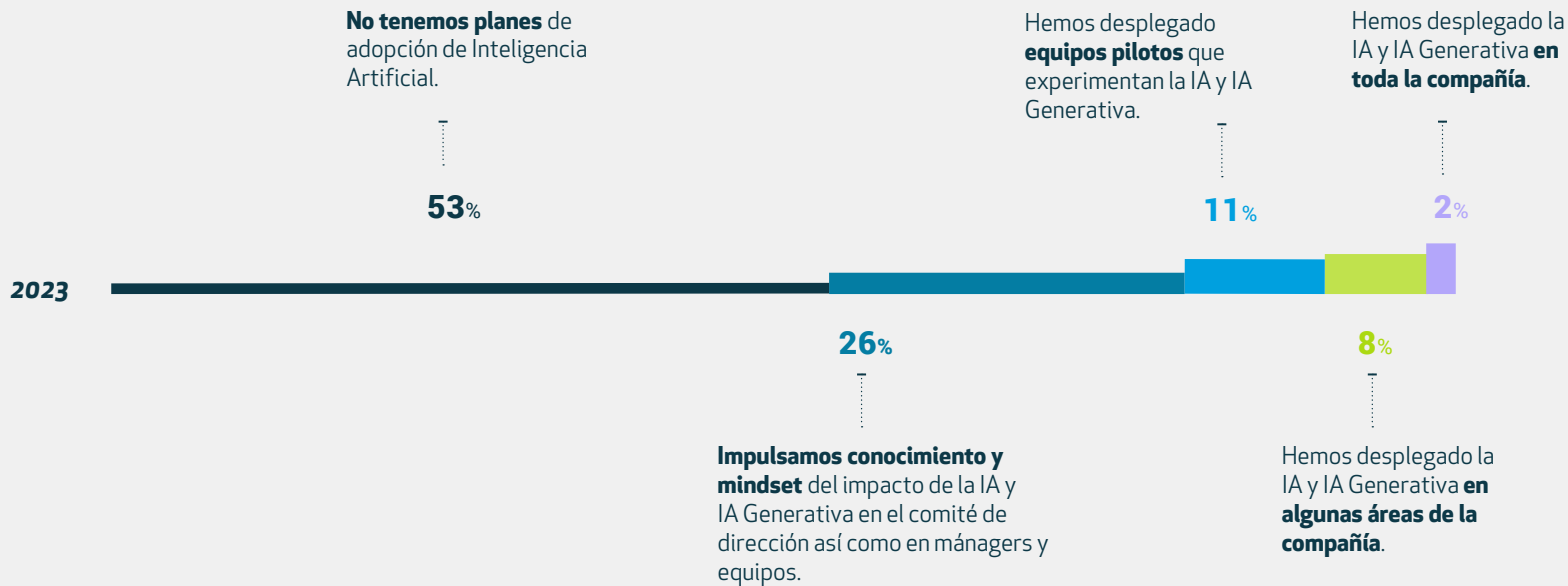 No tenemos planes de
adopción de Inteligencia
Artificial.
Hemos desplegado
equipos pilotos que
experimentan la IA y IA
Generativa.
Hemos desplegado la
IA y IA Generativa en
toda la compañía.
53%
11%
2%
2023
26%
8%
Impulsamos conocimiento y
mindset del impacto de la IA y
IA Generativa en el comité de
dirección así como en mánagers y
equipos.
Hemos desplegado la
IA y IA Generativa en
algunas áreas de la
compañía.